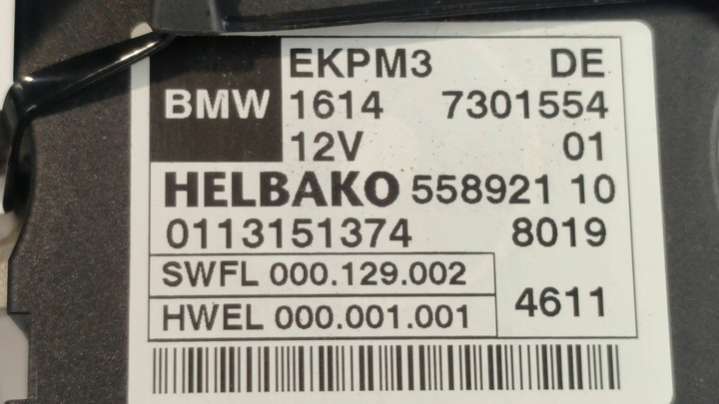 EKPM3 DE
BMW 1614 7301554
12V 01
HELBAKO 558921 10
0113151374 8019
SWFL 000.129.002
HWEL 000.001.001 4611